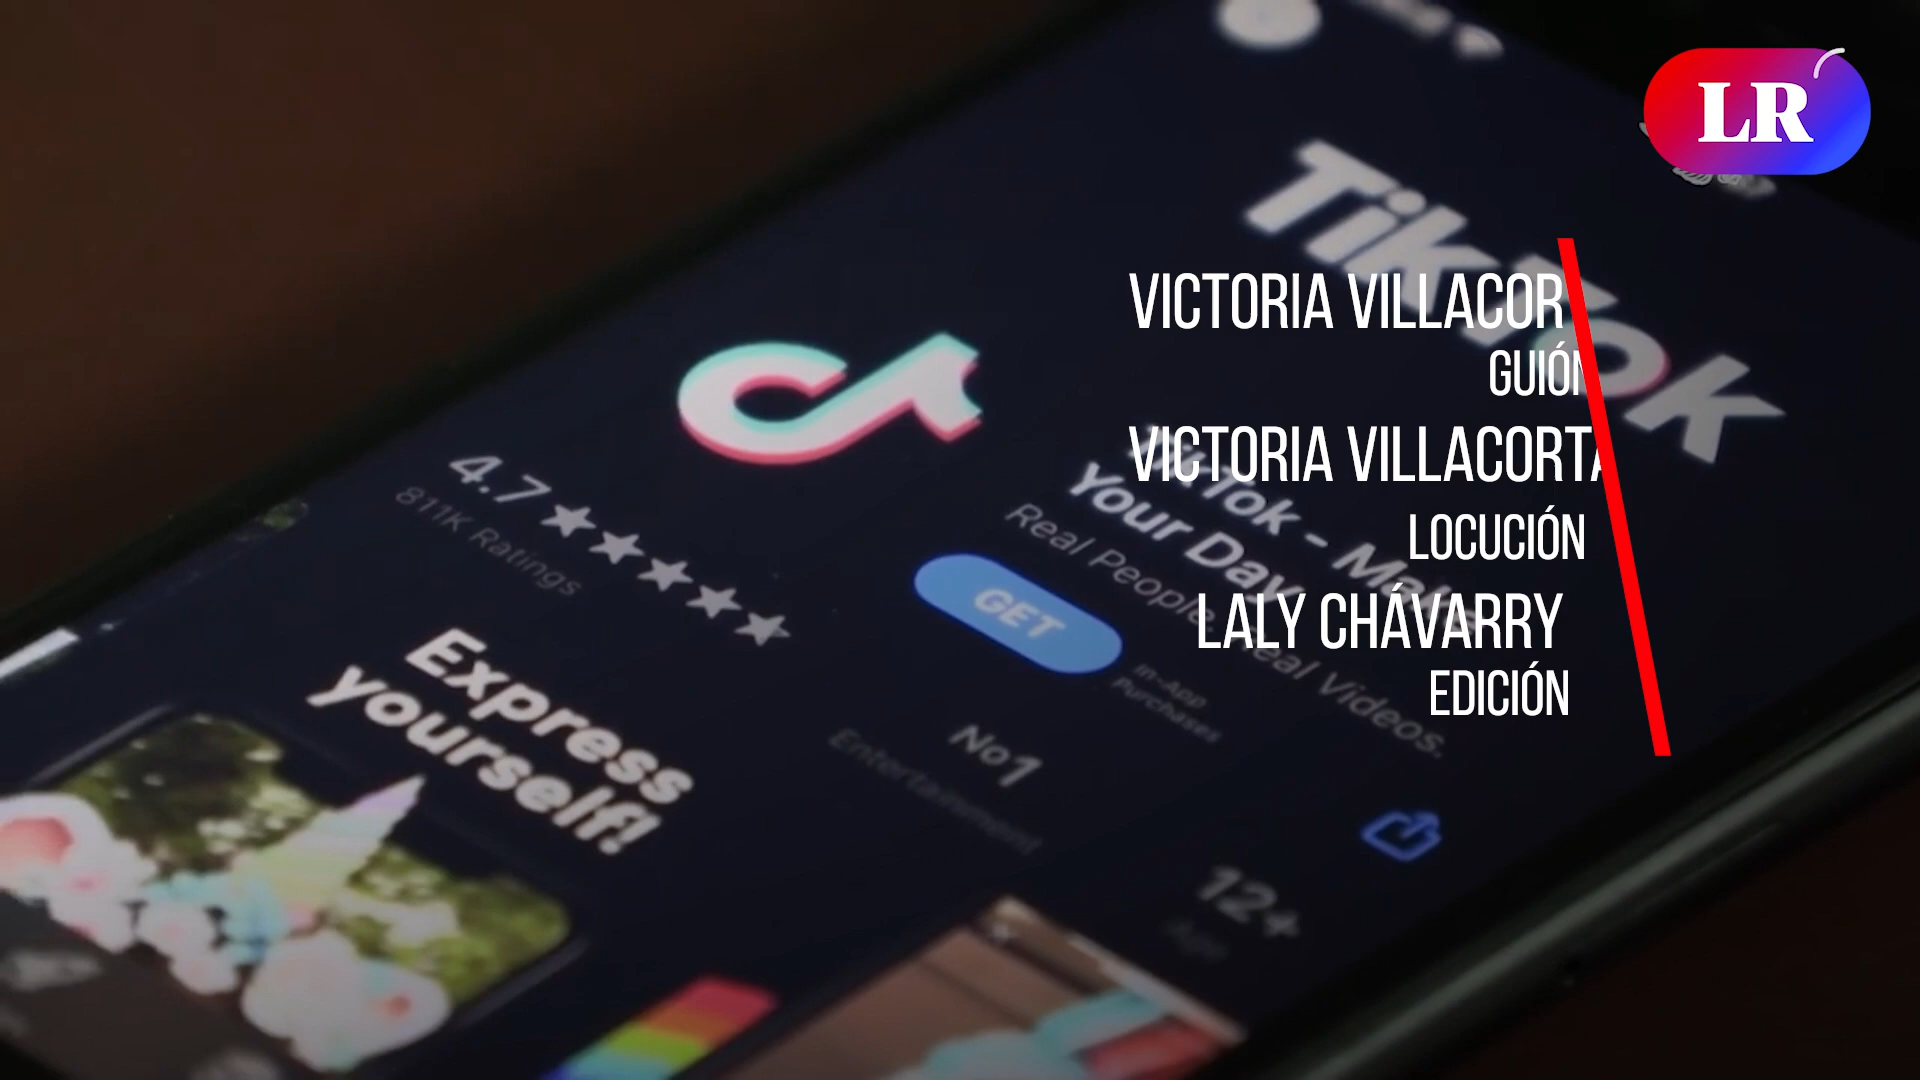 LR
TikTok
VICTORIA VILLACOR
GUIÓN
VICTORIA VILLACORTA
LOCUCIÓN
LALY CHÁVARRY
EDICIÓN
TikTok - Make
Your Day
Real People. Real Videos.
GET
In-App
Purchases
4.7 ★★★★★
811K Ratings
No1
Entertainment
12+
Age
Express
yourself!